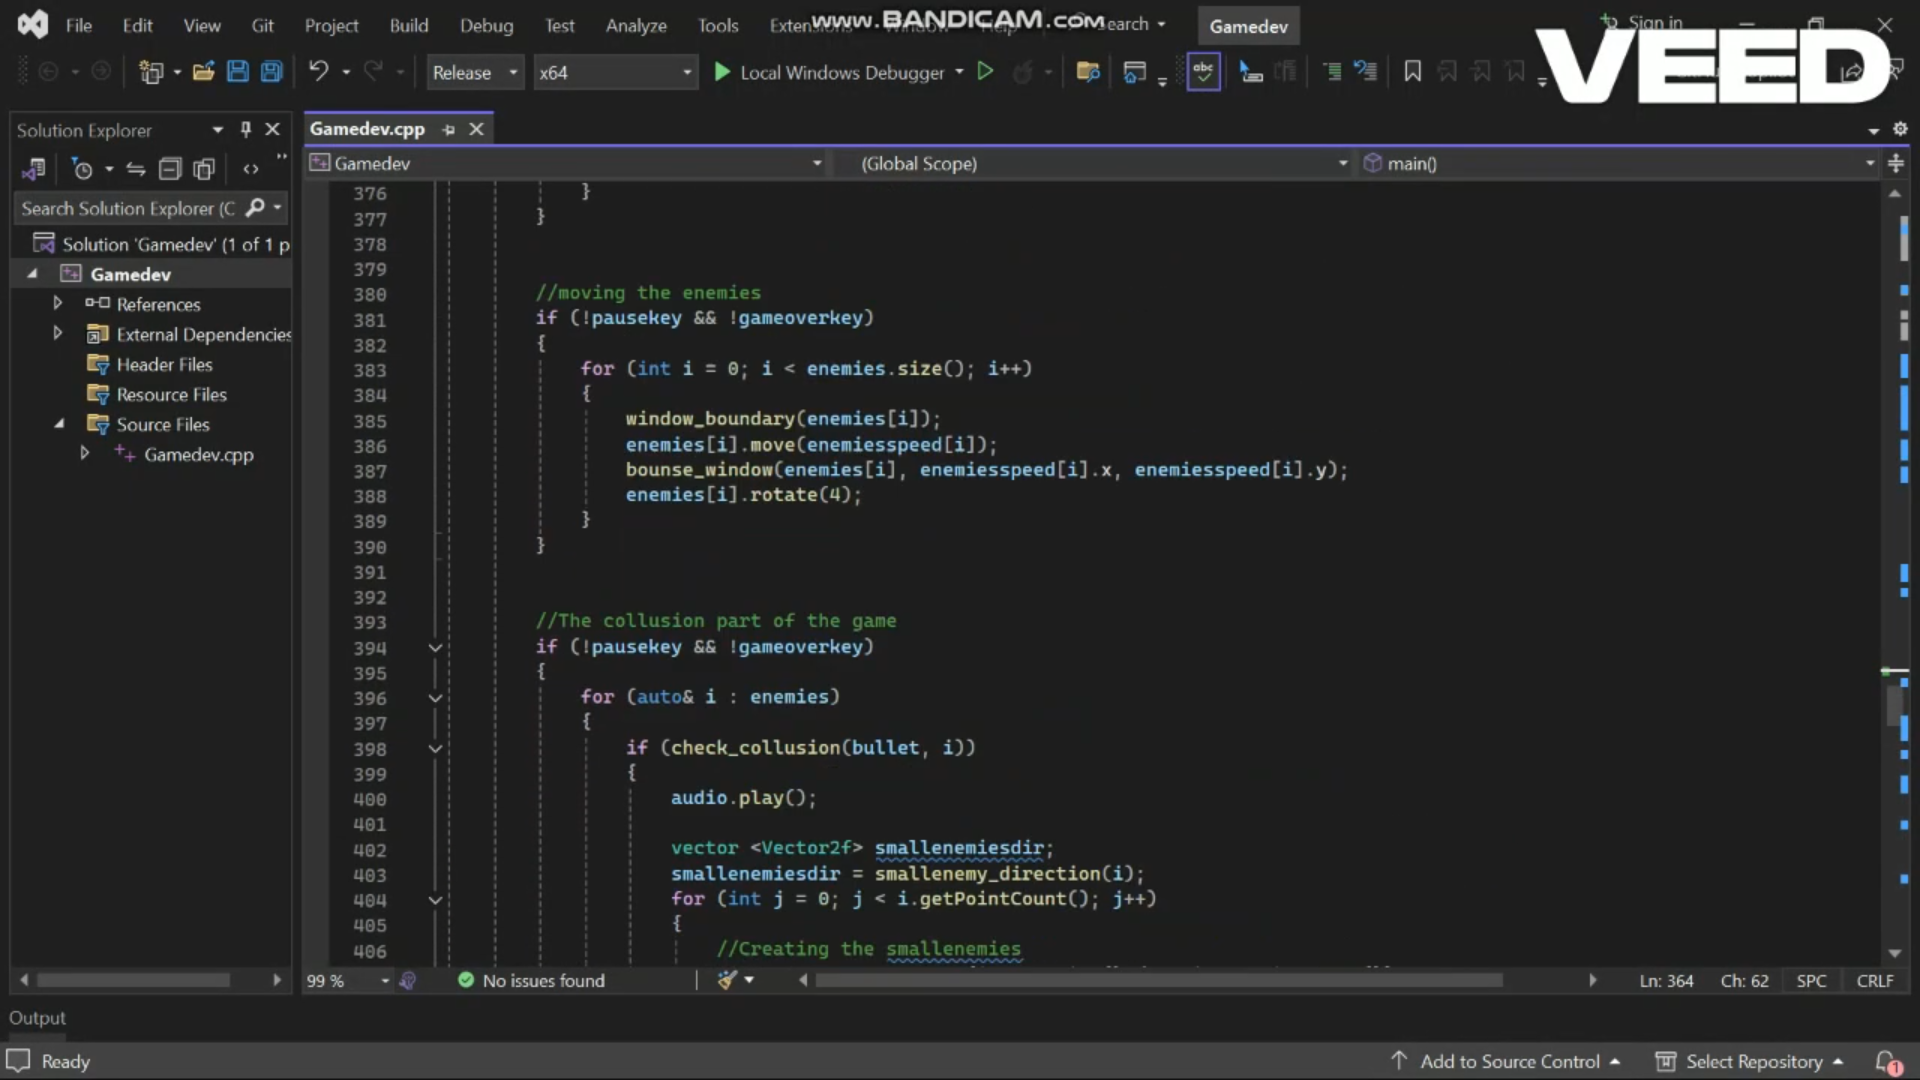 File Edit View Git Project Build Debug Test Analyze Tools Extensions Window Help Search Gamedev Sign in
www.BANDICAM.com
Release x64 Local Windows Debugger abc
VEED
Solution Explorer
Search Solution Explorer (C
Solution 'Gamedev' (1 of 1 p
Gamedev
References
External Dependencies
Header Files
Resource Files
Source Files
Gamedev.cpp
Gamedev.cpp
Gamedev (Global Scope) main()
376 }
377 }
378
379
380 //moving the enemies
381 if (!pausekey && !gameoverkey)
382 {
383 for (int i = 0; i < enemies.size(); i++)
384 {
385 window_boundary(enemies[i]);
386 enemies[i].move(enemiesspeed[i]);
387 bounse_window(enemies[i], enemiesspeed[i].x, enemiesspeed[i].y);
388 enemies[i].rotate(4);
389 }
390 }
391
392
393 //The collusion part of the game
394 if (!pausekey && !gameoverkey)
395 {
396 for (auto& i : enemies)
397 {
398 if (check_collusion(bullet, i))
399 {
400 audio.play();
401
402 vector <Vector2f> smallenemiesdir;
403 smallenemiesdir = smallenemy_direction(i);
404 for (int j = 0; j < i.getPointCount(); j++)
405 {
406 //Creating the smallenemies
99 % No issues found Ln: 364 Ch: 62 SPC CRLF
Output
Ready Add to Source Control Select Repository 1